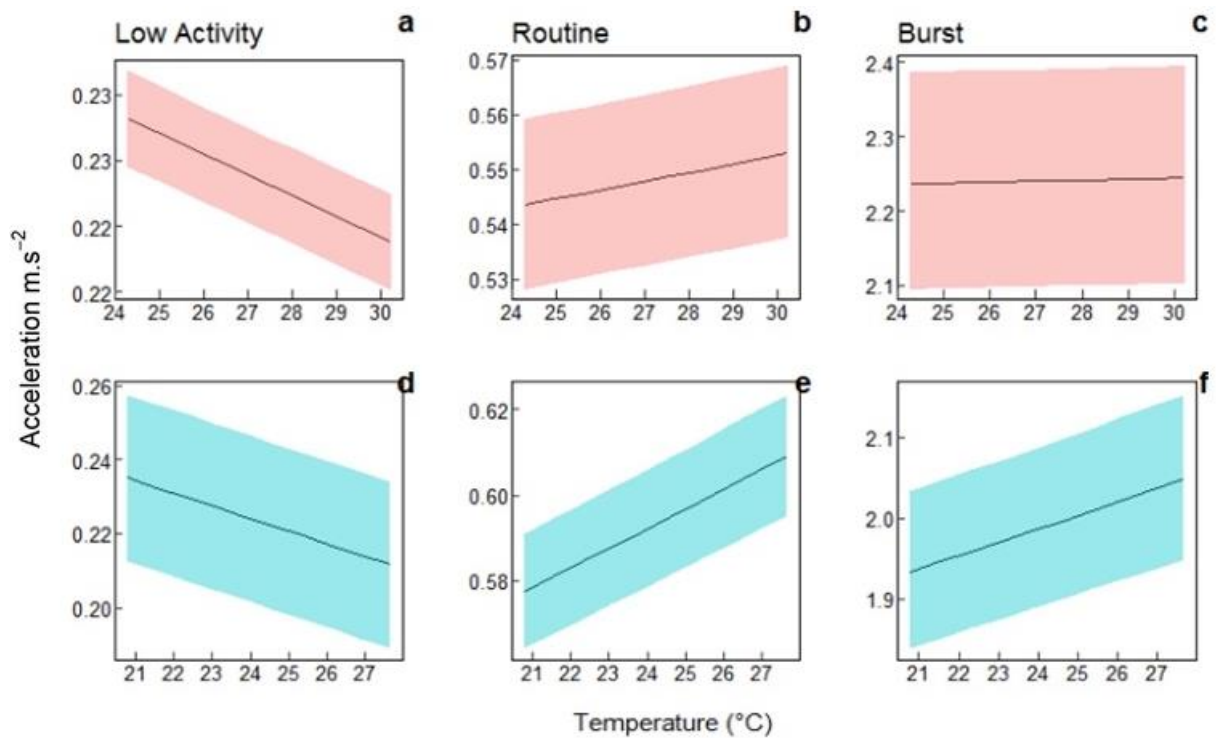 Low Activity a
Routine b
Burst c
0.23
0.23
0.22
0.22
24 25 26 27 28 29 30
0.57
0.56
0.55
0.54
0.53
24 25 26 27 28 29 30
2.4
2.3
2.2
2.1
24 25 26 27 28 29 30
Acceleration m.s⁻²
d
0.26
0.24
0.22
0.20
21 22 23 24 25 26 27
e
0.62
0.60
0.58
21 22 23 24 25 26 27
f
2.1
2.0
1.9
21 22 23 24 25 26 27
Temperature (°C)